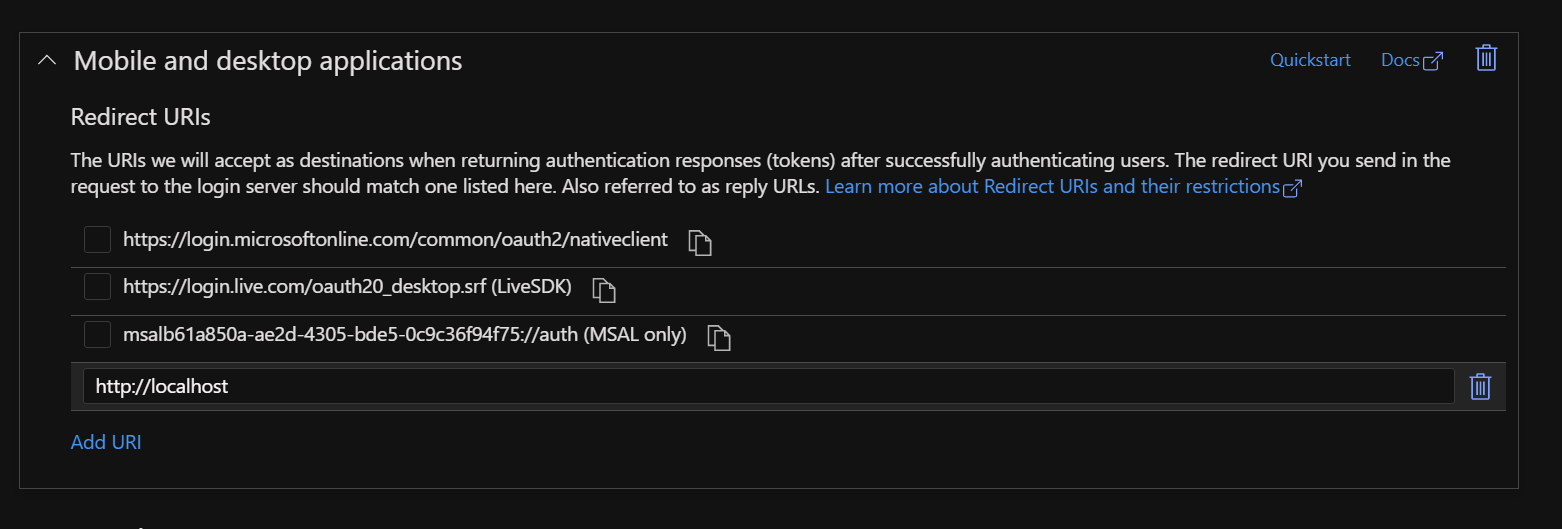 Mobile and desktop applications
Quickstart
Docs
Redirect URIs
The URIs we will accept as destinations when returning authentication responses (tokens) after successfully authenticating users. The redirect URI you send in the
request to the login server should match one listed here. Also referred to as reply URLs. Learn more about Redirect URIs and their restrictions
https://login.microsoftonline.com/common/oauth2/nativeclient
https://login.live.com/oauth20_desktop.srf (LiveSDK)
msalb61a850a-ae2d-4305-bde5-0c9c36f94f75://auth (MSAL only)
http://localhost
Add URI